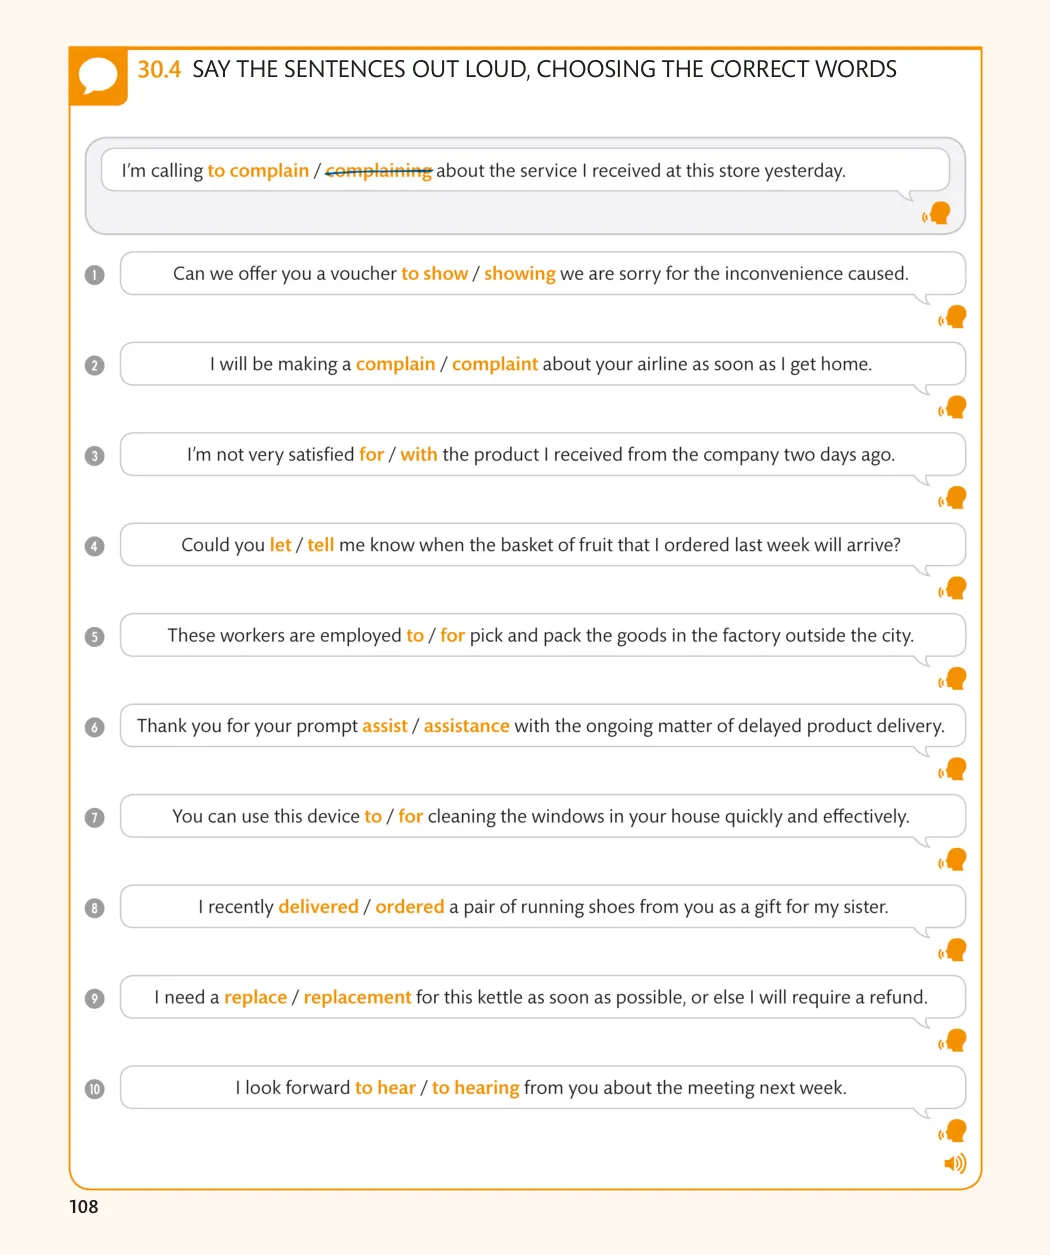 30.4 SAY THE SENTENCES OUT LOUD, CHOOSING THE CORRECT WORDS
I'm calling to complain / complaining about the service I received at this store yesterday.
1 Can we offer you a voucher to show / showing we are sorry for the inconvenience caused.
2 I will be making a complain / complaint about your airline as soon as I get home.
3 I'm not very satisfied for / with the product I received from the company two days ago.
4 Could you let / tell me know when the basket of fruit that I ordered last week will arrive?
5 These workers are employed to / for pick and pack the goods in the factory outside the city.
6 Thank you for your prompt assist / assistance with the ongoing matter of delayed product delivery.
7 You can use this device to / for cleaning the windows in your house quickly and effectively.
8 I recently delivered / ordered a pair of running shoes from you as a gift for my sister.
9 I need a replace / replacement for this kettle as soon as possible, or else I will require a refund.
10 I look forward to hear / to hearing from you about the meeting next week.
108